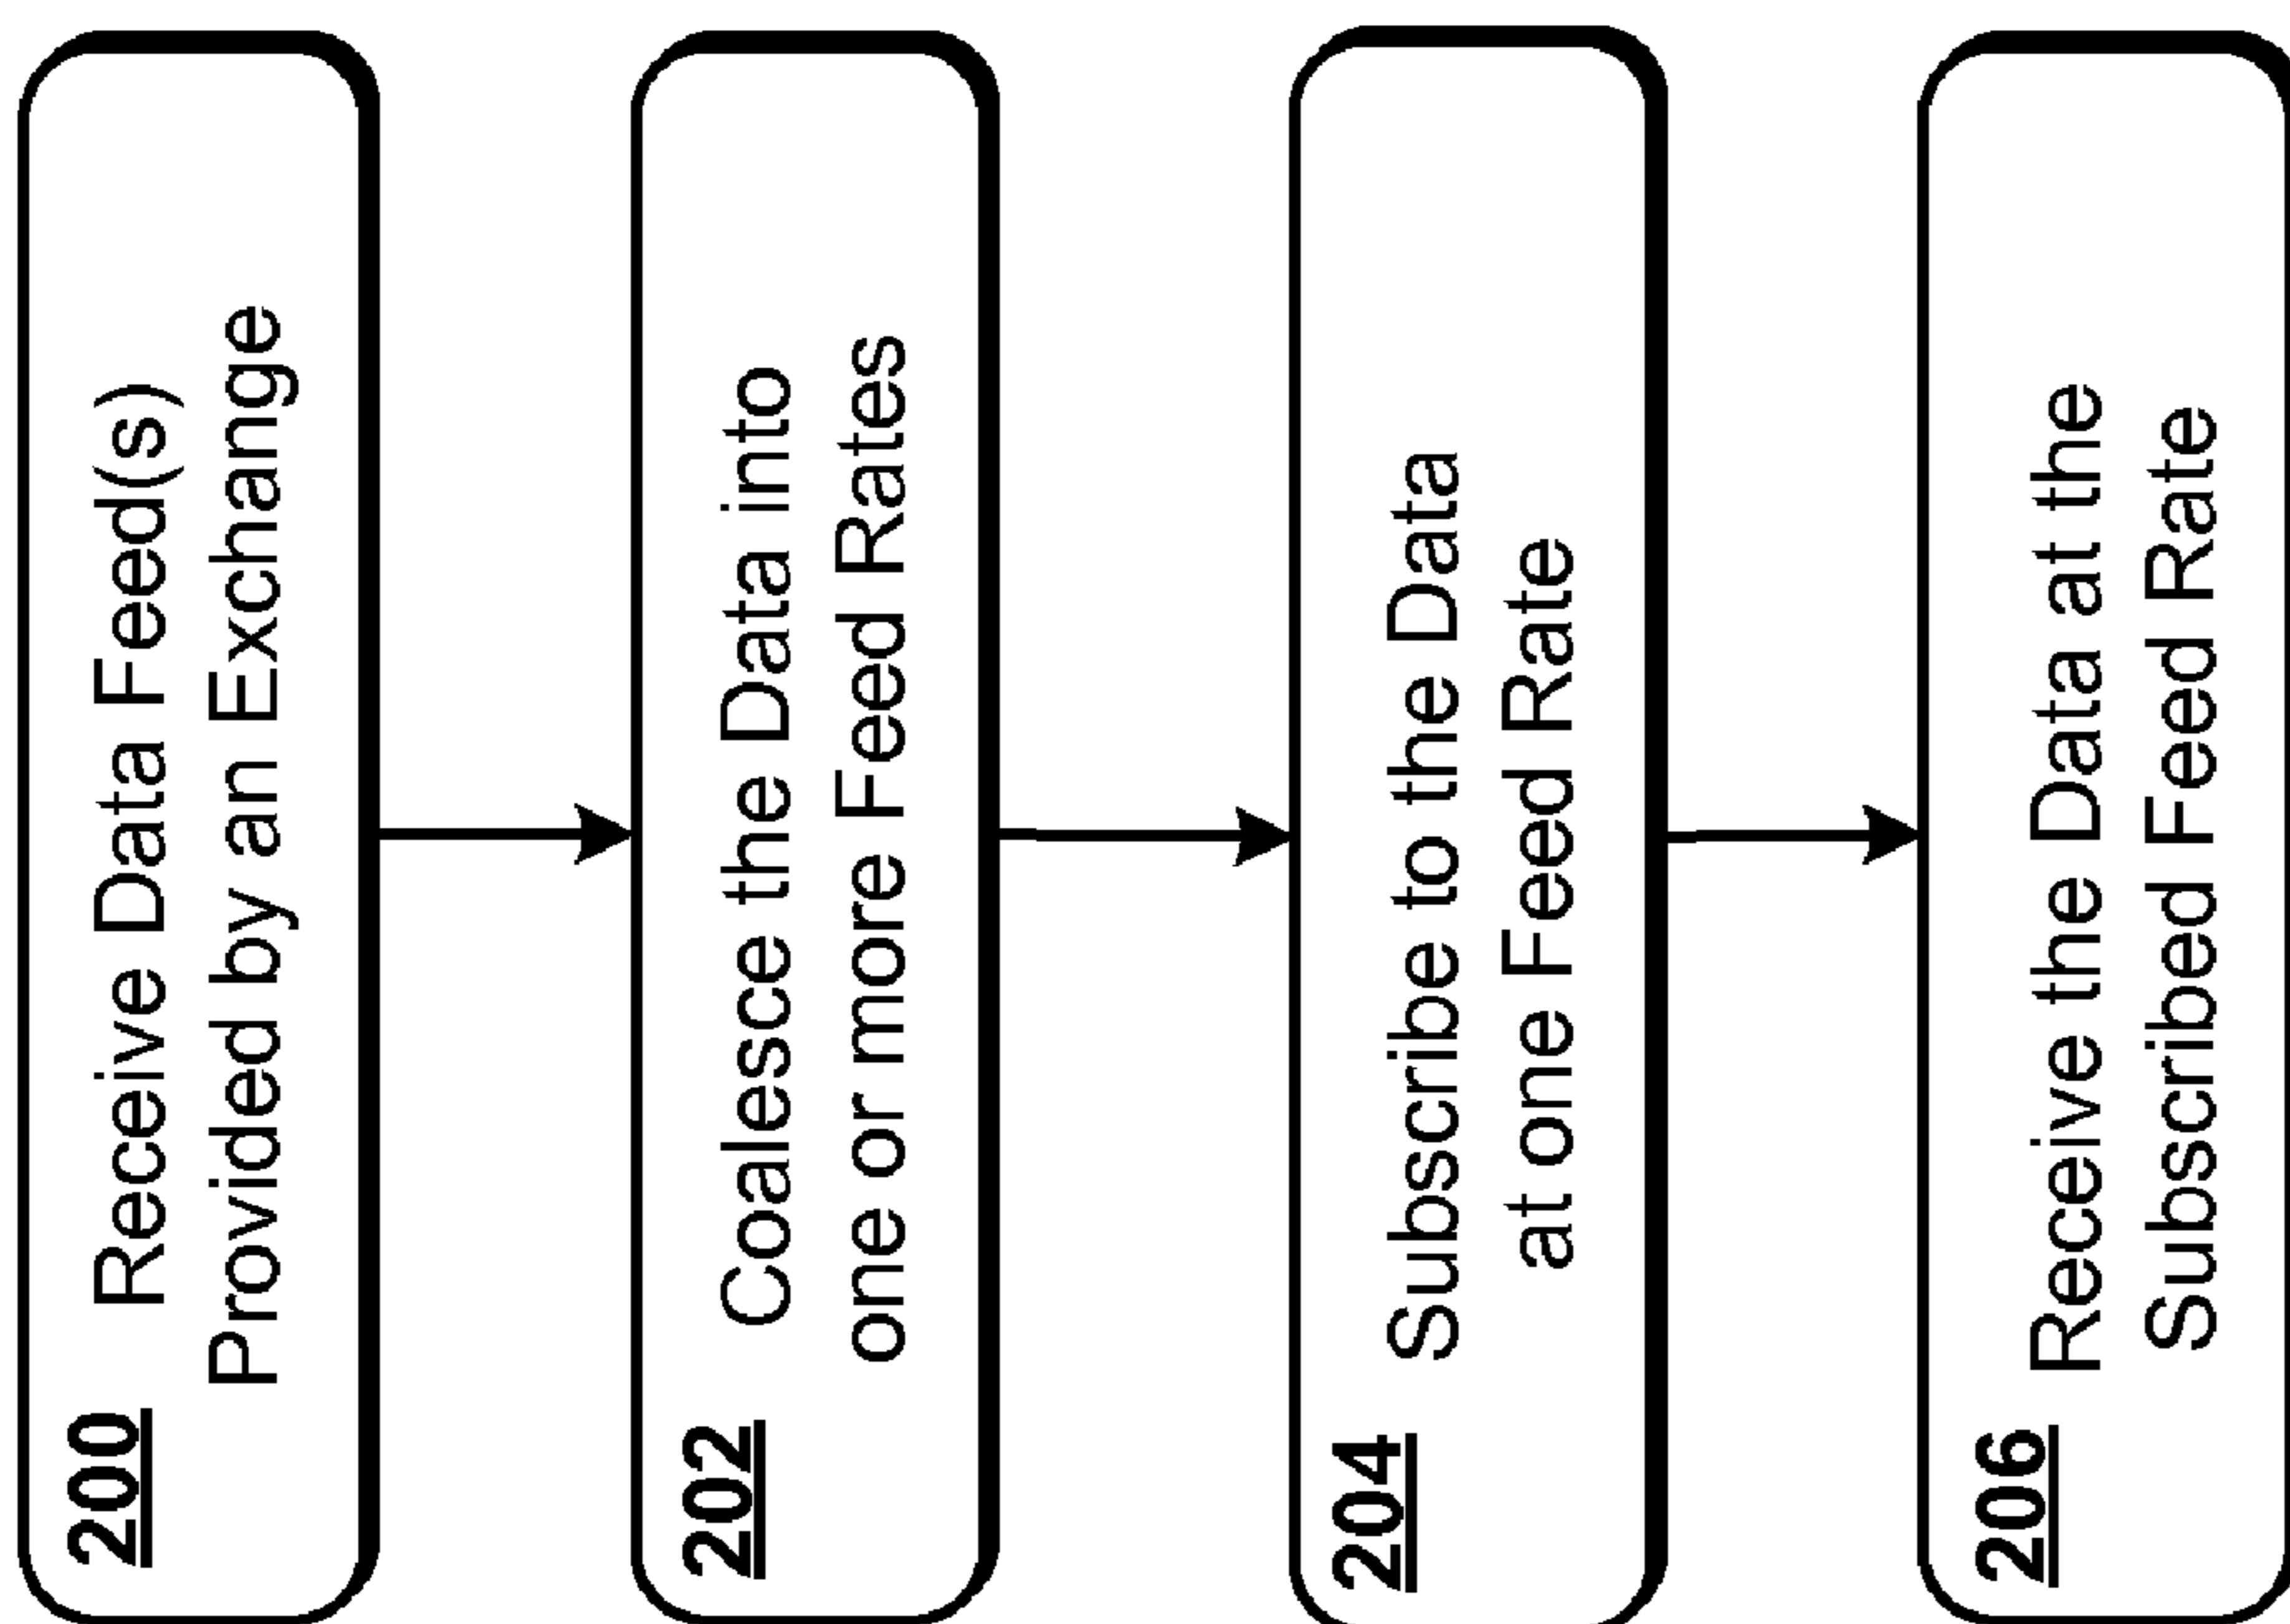 200 Receive Data Feed(s)
Provided by an Exchange
202 Coalesce the Data into
one or more Feed Rates
204 Subscribe to the Data
at one Feed Rate
206 Receive the Data at the
Subscribed Feed Rate